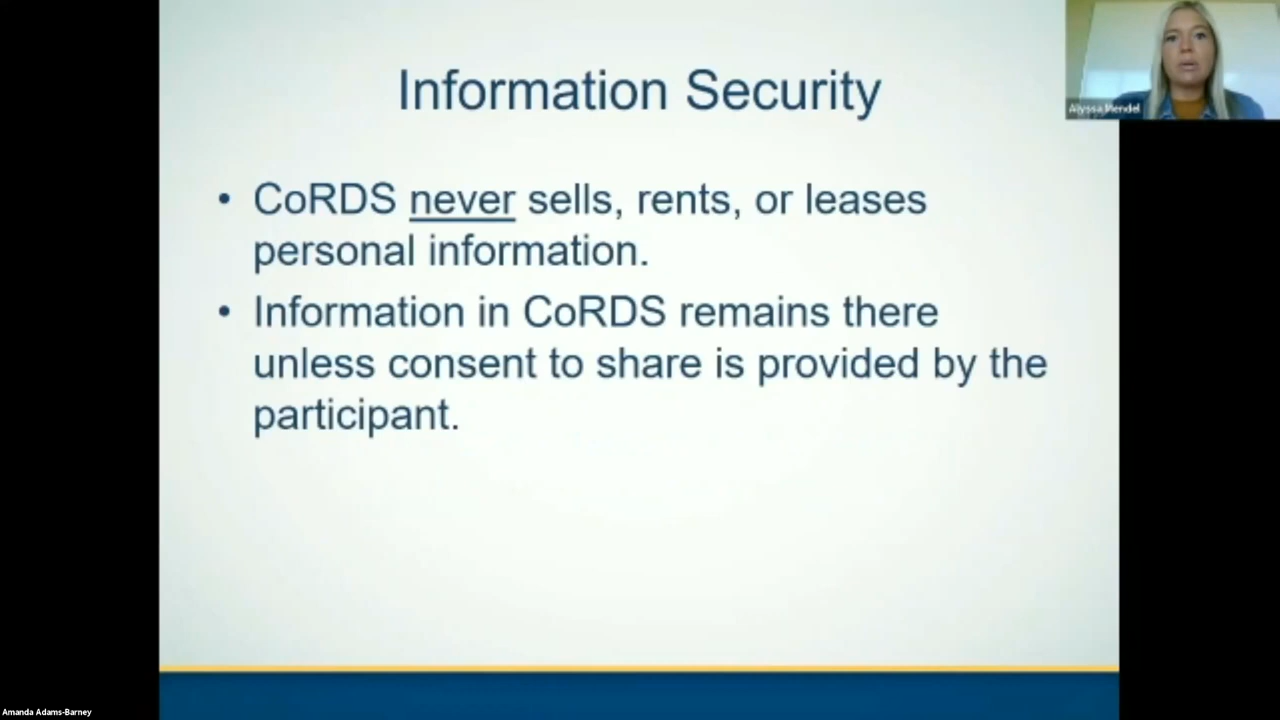 Information Security
Alyssa Mendel
• CoRDS never sells, rents, or leases
personal information.
• Information in CoRDS remains there
unless consent to share is provided by the
participant.
Amanda Adams-Barney